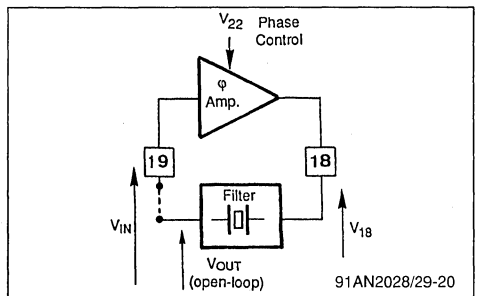 V22 Phase
Control
φ
Amp.
19
18
Filter
VIN
V18
VOUT
(open-loop)
91AN2028/29-20